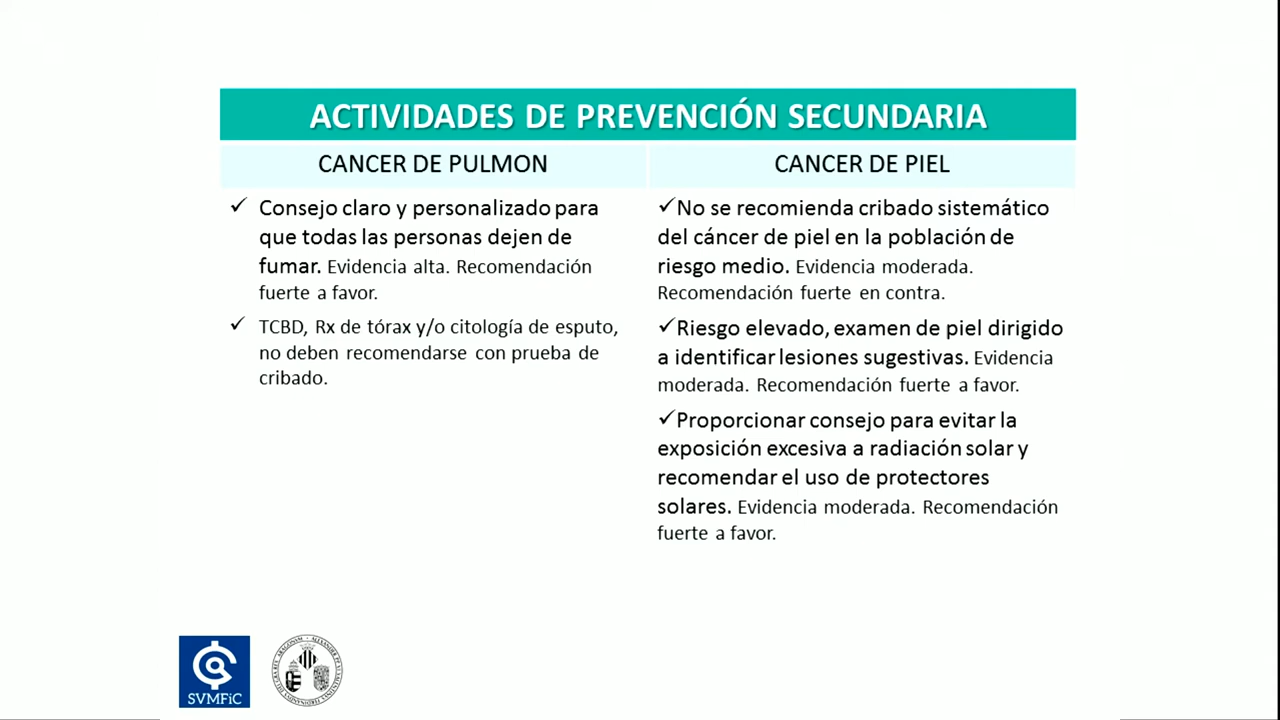 ACTIVIDADES DE PREVENCIÓN SECUNDARIA
CANCER DE PULMON
✓ Consejo claro y personalizado para
que todas las personas dejen de
fumar. Evidencia alta. Recomendación
fuerte a favor.
✓ TCBD, Rx de tórax y/o citología de esputo,
no deben recomendarse con prueba de
cribado.
CANCER DE PIEL
✓No se recomienda cribado sistemático
del cáncer de piel en la población de
riesgo medio. Evidencia moderada.
Recomendación fuerte en contra.
✓Riesgo elevado, examen de piel dirigido
a identificar lesiones sugestivas. Evidencia
moderada. Recomendación fuerte a favor.
✓Proporcionar consejo para evitar la
exposición excesiva a radiación solar y
recomendar el uso de protectores
solares. Evidencia moderada. Recomendación
fuerte a favor.
SVMFiC